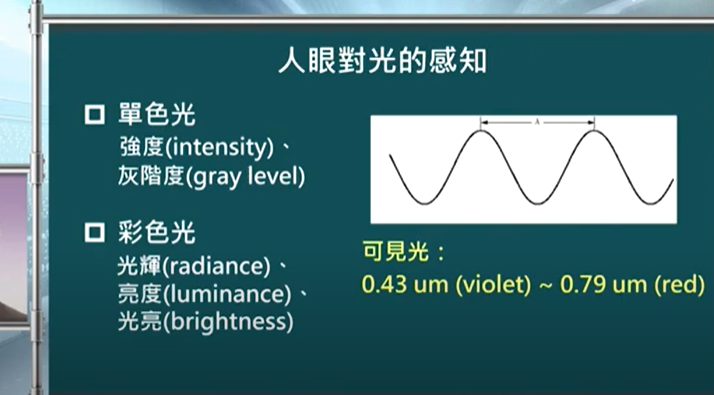 人眼對光的感知
單色光
強度(intensity)、
灰階度(gray level)
彩色光
光輝(radiance)、
亮度(luminance)、
光亮(brightness)
A
可見光：
0.43 um (violet) ~ 0.79 um (red)